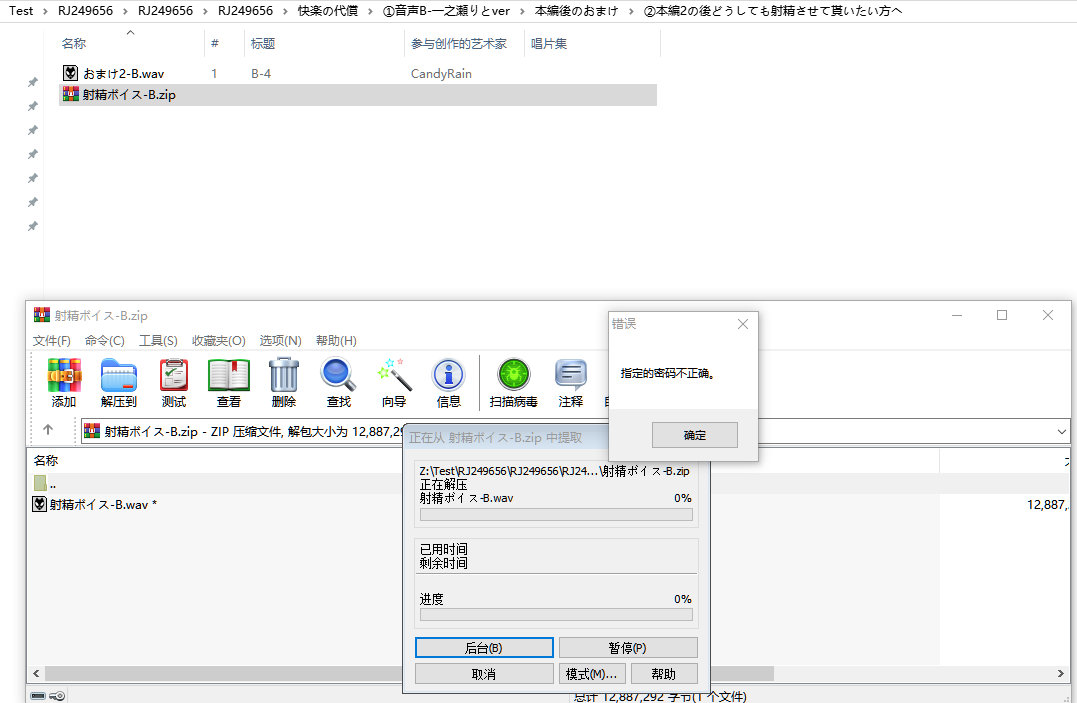 Test > RJ249656 > RJ249656 > RJ249656 > 快楽の代償 > ①音声B-一之瀬りとver > 本編後のおまけ > ②本編2の後どうしても射精させて貰いたい方へ
名称 # 标题 参与创作的艺术家 唱片集
おまけ2-B.wav 1 B-4 CandyRain
射精ボイス-B.zip
射精ボイス-B.zip
文件(F) 命令(C) 工具(S) 收藏夹(O) 选项(N) 帮助(H)
添加 解压到 测试 查看 删除 查找 向导 信息 扫描病毒 注释
射精ボイス-B.zip - ZIP 压缩文件, 解包大小为 12,887,29
名称
..
射精ボイス-B.wav * 12,887,
错误
指定的密码不正确。
确定
正在从 射精ボイス-B.zip 中提取
Z:\Test\RJ249656\RJ249656\RJ24...\射精ボイス-B.zip
正在解压
射精ボイス-B.wav 0%
已用时间
剩余时间
进度 0%
后台(B) 暂停(P)
取消 模式(M)... 帮助
总计 12,887,292 字节(1 个文件)